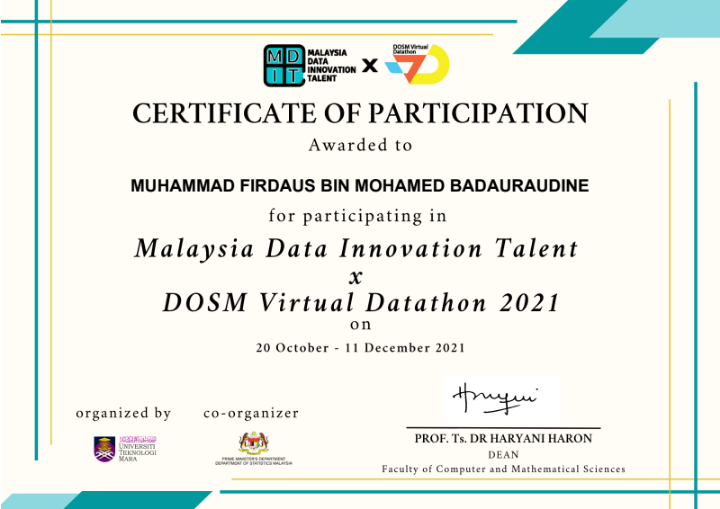 MD
IT
MALAYSIA
DATA
INNOVATION
TALENT
X
DOSM Virtual
Datathon
CERTIFICATE OF PARTICIPATION
Awarded to
MUHAMMAD FIRDAUS BIN MOHAMED BADAURAUDINE
for participating in
Malaysia Data Innovation Talent
x
DOSM Virtual Datathon 2021
on
20 October - 11 December 2021
organized by
co-organizer
UNIVERSITI
TEKNOLOGI
MARA
PRIME MINISTER'S DEPARTMENT
DEPARTMENT OF STATISTICS MALAYSIA
PROF. Ts. DR HARYANI HARON
DEAN
Faculty of Computer and Mathematical Sciences